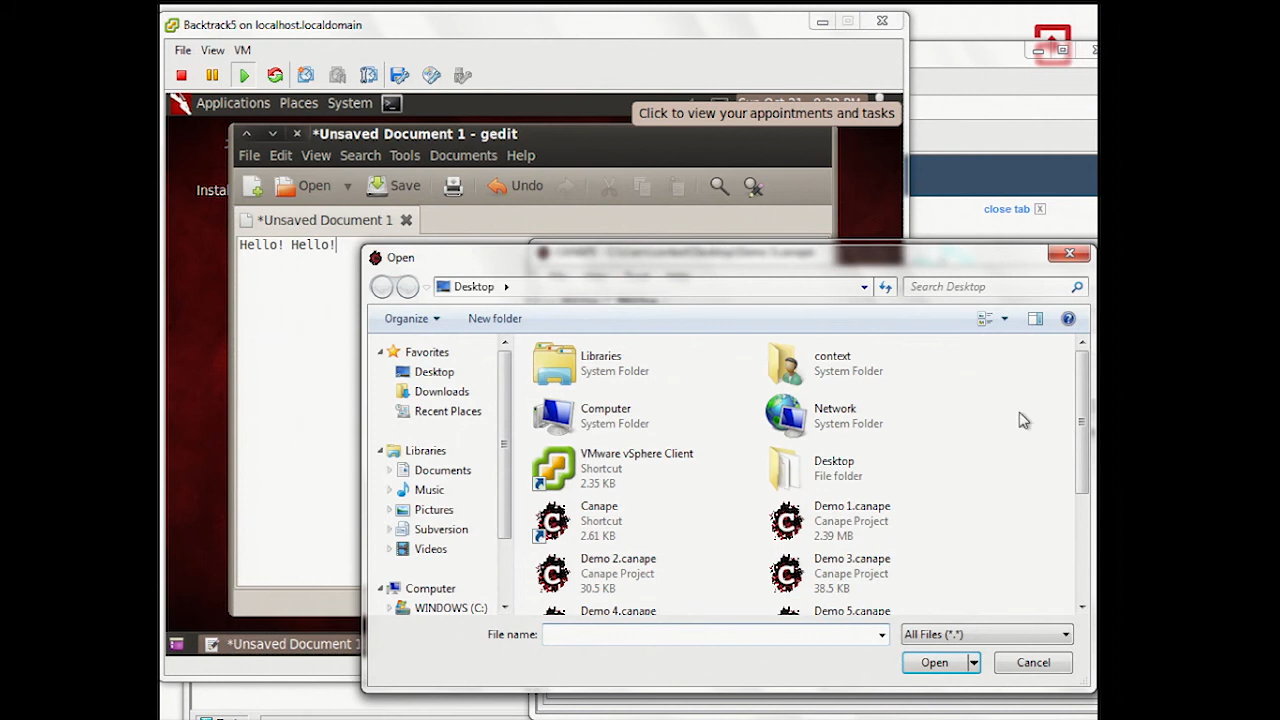 Backtrack5 on localhost.localdomain
File View VM
Applications Places System
Click to view your appointments and tasks
*Unsaved Document 1 - gedit
File Edit View Search Tools Documents Help
Instal
Open Save Undo
*Unsaved Document 1
close tab X
Hello! Hello!
Open
Desktop
Search Desktop
Organize New folder
Favorites
Desktop
Downloads
Recent Places
Libraries
Documents
Music
Pictures
Subversion
Videos
Computer
WINDOWS (C:)
Libraries
System Folder
context
System Folder
Computer
System Folder
Network
System Folder
VMware vSphere Client
Shortcut
2.35 KB
Desktop
File folder
Canape
Shortcut
2.61 KB
Demo 1.canape
Canape Project
2.39 MB
Demo 2.canape
Canape Project
30.5 KB
Demo 3.canape
Canape Project
38.5 KB
Demo 4.canape
Demo 5.canape
File name:
All Files (*.*)
Open Cancel
*Unsaved Document 1